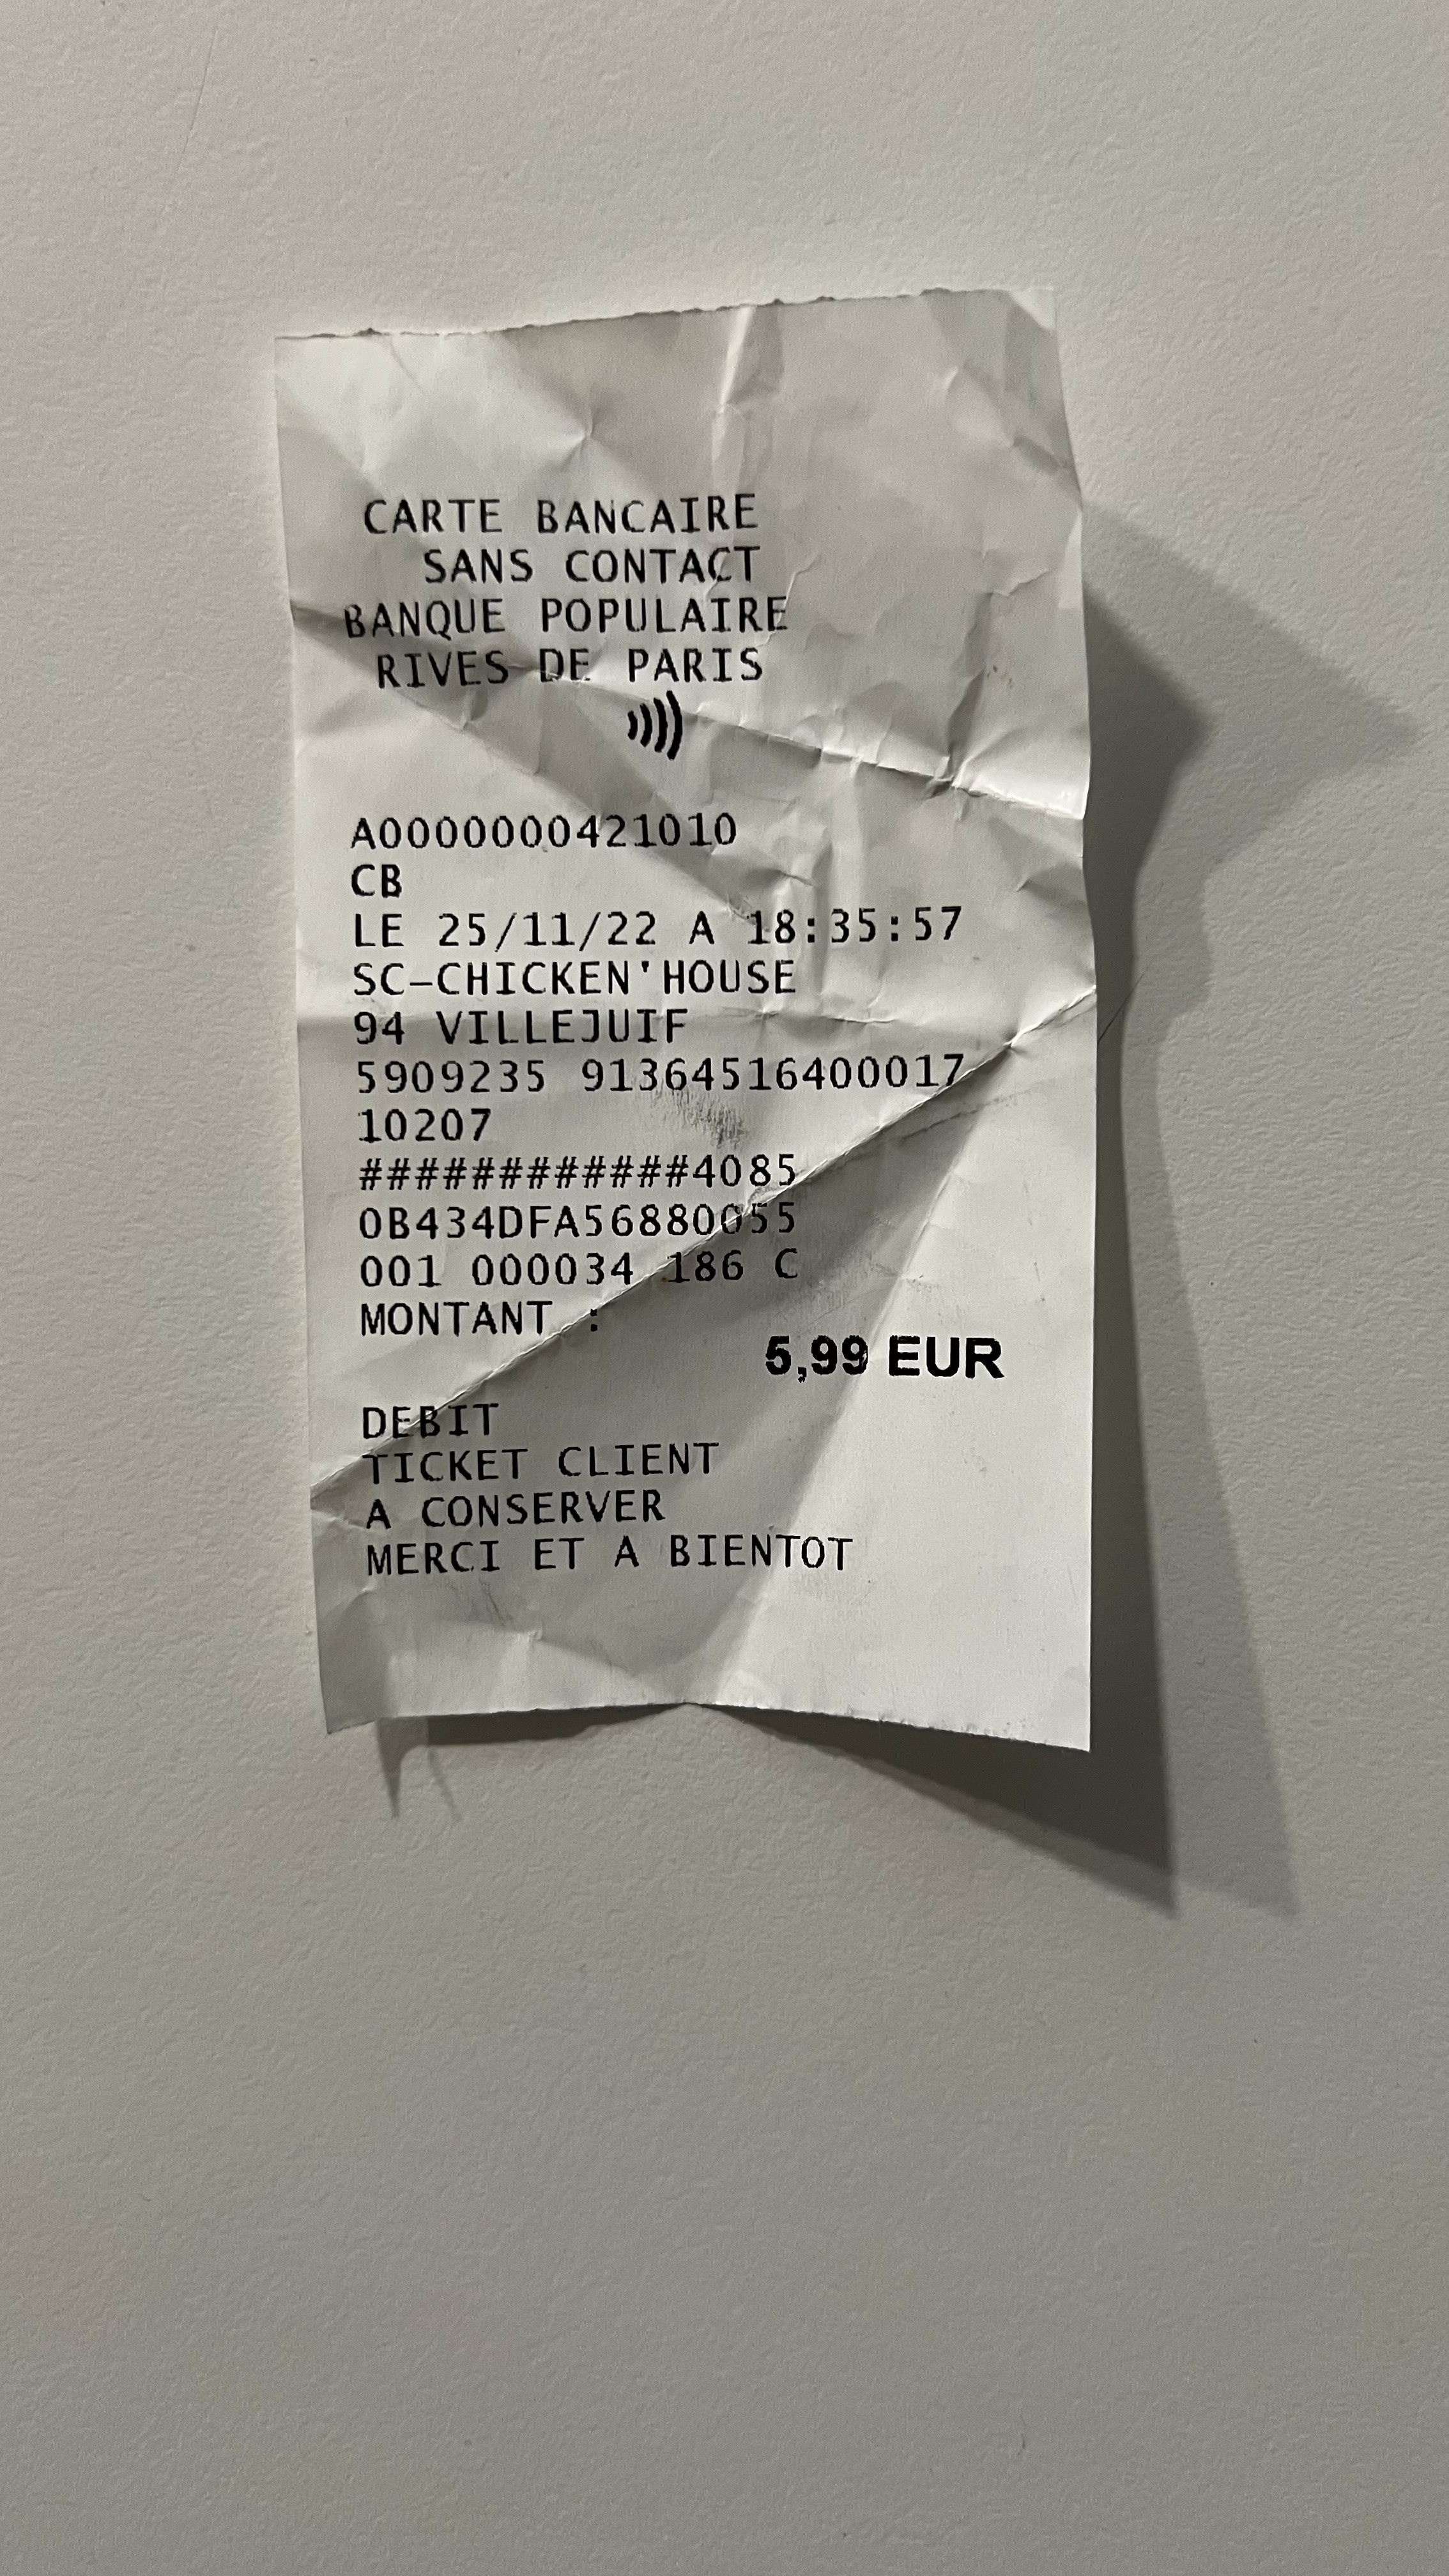 CARTE BANCAIRE
SANS CONTACT
BANQUE POPULAIRE
RIVES DE PARIS
A0000000421010
CB
LE 25/11/22 A 18:35:57
SC-CHICKEN'HOUSE
94 VILLEJUIF
5909235 91364516400017
10207
############4085
0B434DFA56880055
001 000034 186 C
MONTANT :
5,99 EUR
DEBIT
TICKET CLIENT
A CONSERVER
MERCI ET A BIENTOT